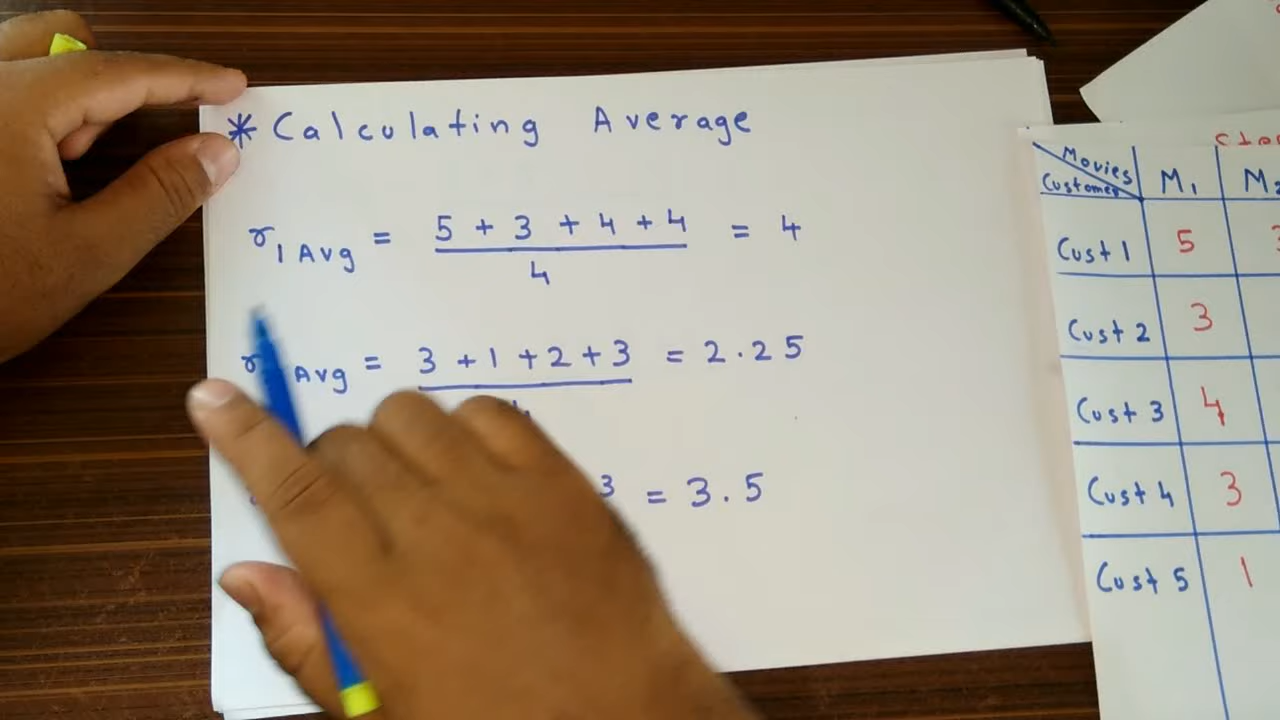 * Calculating Average
r1 Avg = 5 + 3 + 4 + 4 = 4
4
Avg = 3 + 1 + 2 + 3 = 2.25
3 = 3.5
Movies
Customer
M1
Cust 1 5
Cust 2 3
Cust 3 4
Cust 4 3
Cust 5 1